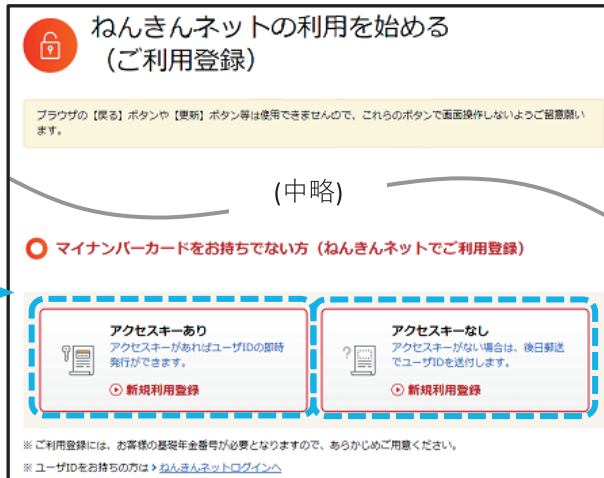 ねんきんネットの利用を始める
（ご利用登録）
ブラウザの【戻る】ボタンや【更新】ボタン等は使用できませんので、これらのボタンで画面操作しないようご留意願い
ます。
(中略)
マイナンバーカードをお持ちでない方（ねんきんネットでご利用登録）
アクセスキーあり
アクセスキーがあればユーザIDの即時
発行ができます。
新規利用登録
アクセスキーなし
アクセスキーがない場合は、後日郵送
でユーザIDを送付します。
新規利用登録
※ ご利用登録には、お客様の基礎年金番号が必要となりますので、あらかじめご用意ください。
※ ユーザIDをお持ちの方は ねんきんネットログインへ